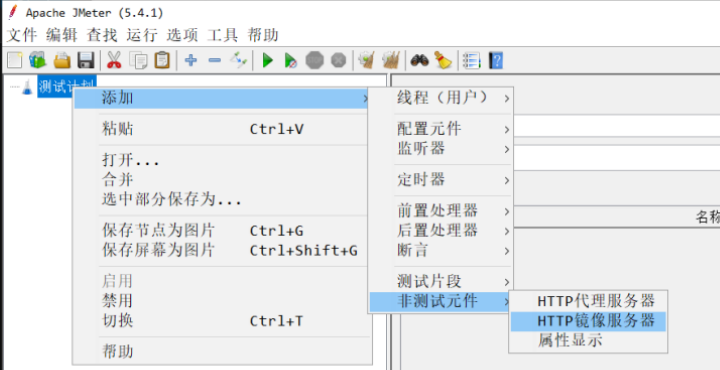 Apache JMeter (5.4.1)
文件 编辑 查找 运行 选项 工具 帮助
测试计划
添加
粘贴 Ctrl+V
打开...
合并
选中部分保存为...
保存节点为图片 Ctrl+G
保存屏幕为图片 Ctrl+Shift+G
启用
禁用
切换 Ctrl+T
帮助
线程（用户）
配置元件
监听器
定时器
前置处理器
后置处理器
断言
测试片段
非测试元件
HTTP代理服务器
HTTP镜像服务器
属性显示
名称